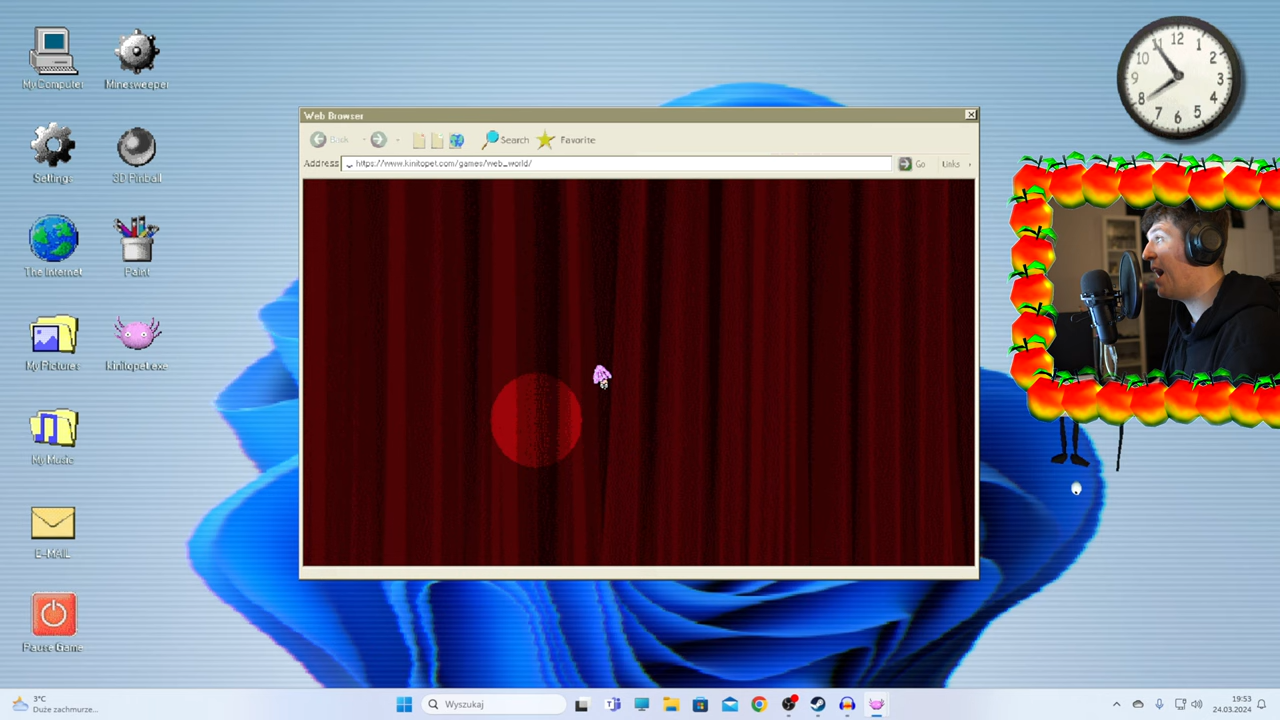 My Computer
Minesweeper
Settings
3D Pinball
The Internet
Paint
My Pictures
kinitopet.exe
My Music
E-MAIL
Pause Game
Web Browser
Back
Search
Favorite
Address
https://www.kinitopet.com/games/web_world/
Go
Links
12
1
2
3
4
5
6
7
8
9
10
11
3°C
Duże zachmurze...
Wyszukaj
19:53
24.03.2024